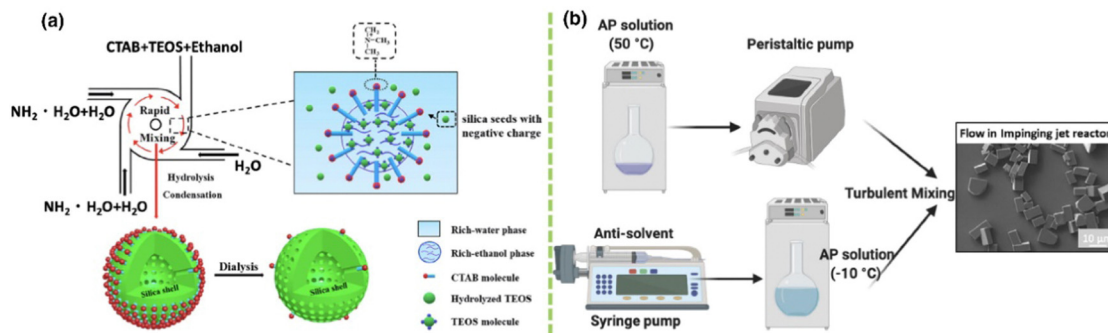 (a)
CTAB+TEOS+Ethanol
NH₂ · H₂O+H₂O
Rapid
Mixing
H₂O
Hydrolysis
Condensation
NH₂ · H₂O+H₂O
CH₃
N⁺—CH₃
CH₃
silica seeds with
negative charge
Silica shell
Dialysis
Silica shell
Rich-water phase
Rich-ethanol phase
CTAB molecule
Hydrolyzed TEOS
TEOS molecule
(b)
AP solution
(50 °C)
Peristaltic pump
Anti-solvent
Syringe pump
AP solution
(-10 °C)
Turbulent Mixing
Flow in Impinging jet reactor
10 µm